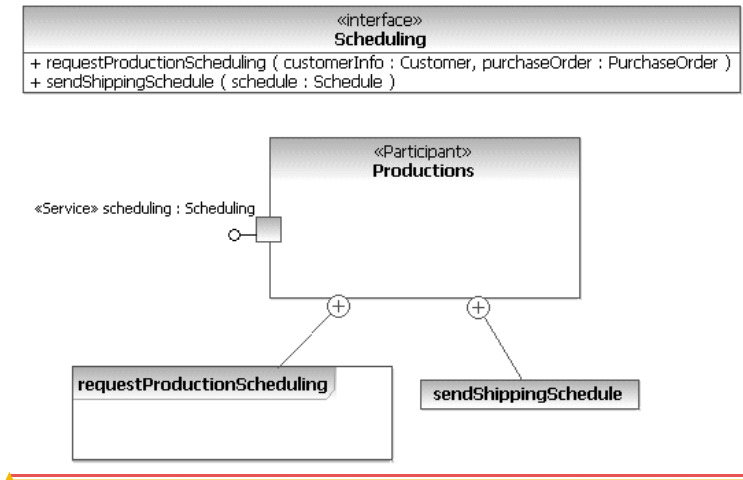 «interface»
Scheduling
+ requestProductionScheduling ( customerInfo : Customer, purchaseOrder : PurchaseOrder )
+ sendShippingSchedule ( schedule : Schedule )
«Participant»
Productions
«Service» scheduling : Scheduling
requestProductionScheduling
sendShippingSchedule